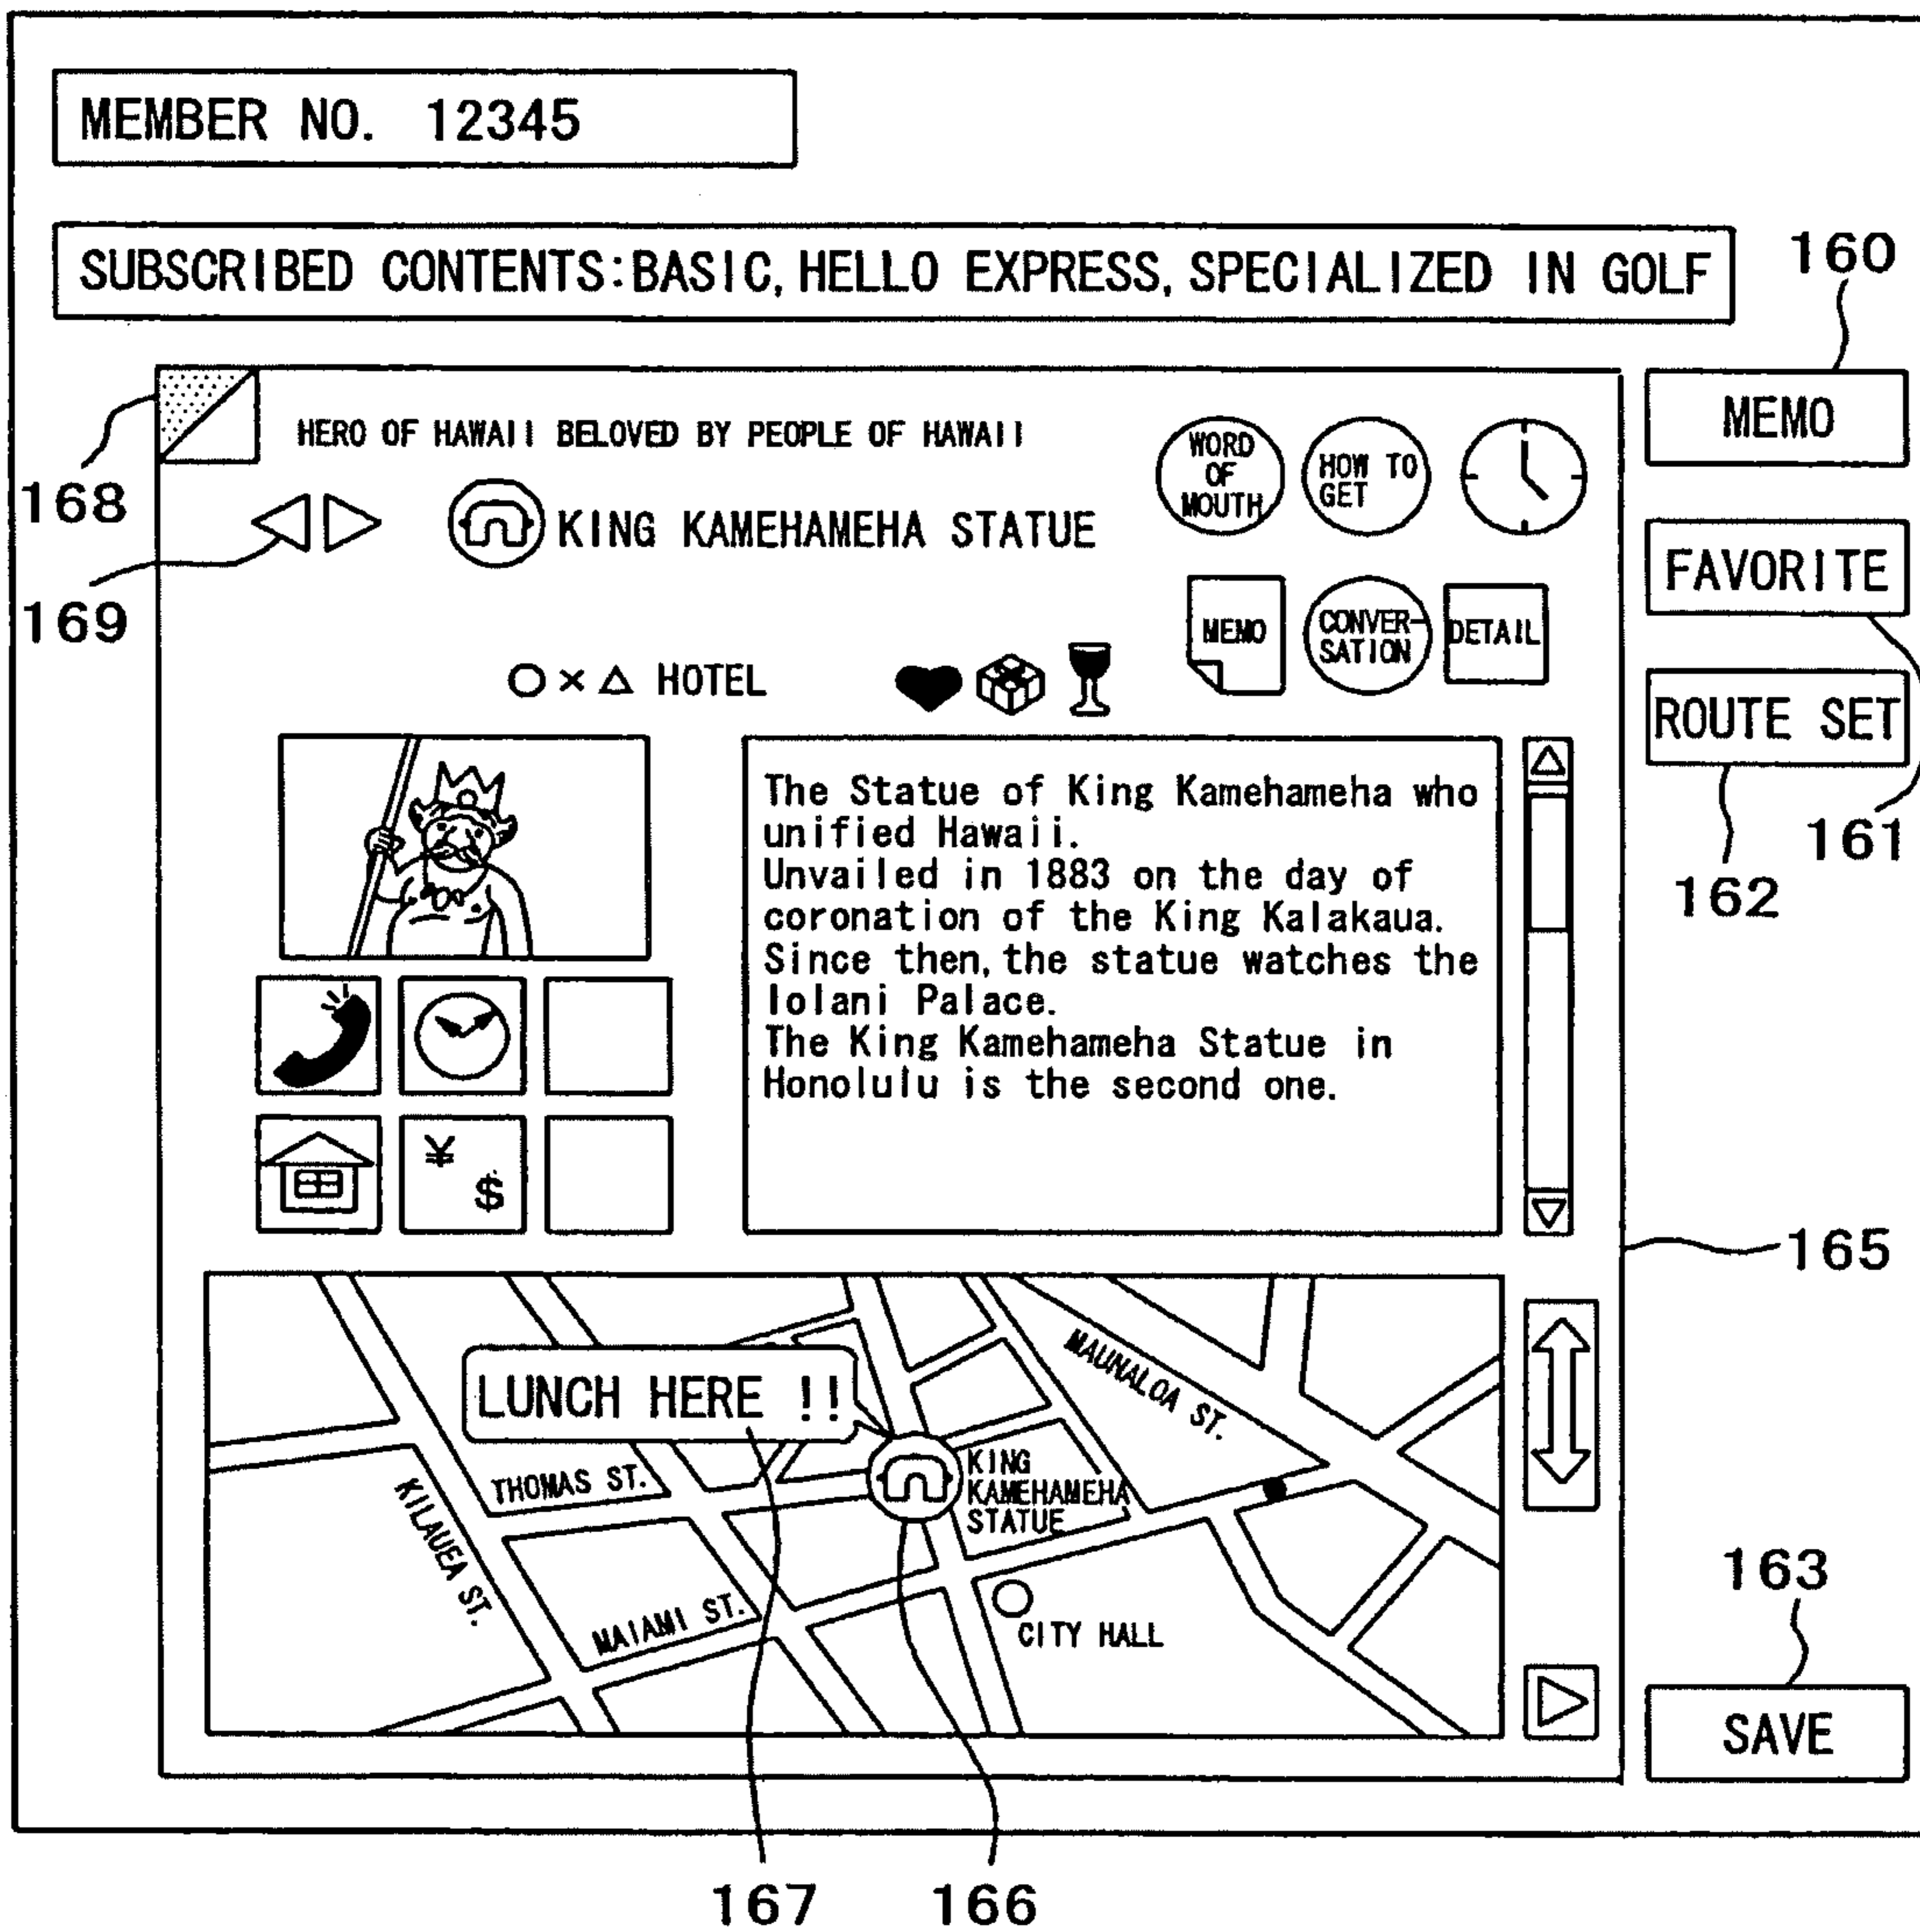 MEMBER NO. 12345
SUBSCRIBED CONTENTS:BASIC, HELLO EXPRESS, SPECIALIZED IN GOLF
160
MEMO
168
HERO OF HAWAII BELOVED BY PEOPLE OF HAWAII
WORD
OF
MOUTH
HOW TO
GET
KING KAMEHAMEHA STATUE
FAVORITE
169
MEMO
CONVER-
SATION
DETAIL
○×△ HOTEL
ROUTE SET
161
162
The Statue of King Kamehameha who
unified Hawaii.
Unvailed in 1883 on the day of
coronation of the King Kalakaua.
Since then, the statue watches the
Iolani Palace.
The King Kamehameha Statue in
Honolulu is the second one.
¥
$
165
LUNCH HERE !!
MAUNALOA ST.
THOMAS ST.
KING
KAMEHAMEHA
STATUE
KILAUEA ST.
MAIAMI ST.
CITY HALL
163
SAVE
167
166